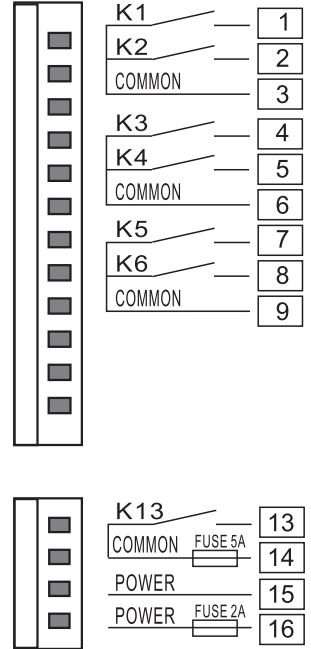 K1 1
K2 2
COMMON 3
K3 4
K4 5
COMMON 6
K5 7
K6 8
COMMON 9
K13 13
COMMON FUSE 5A 14
POWER 15
POWER FUSE 2A 16